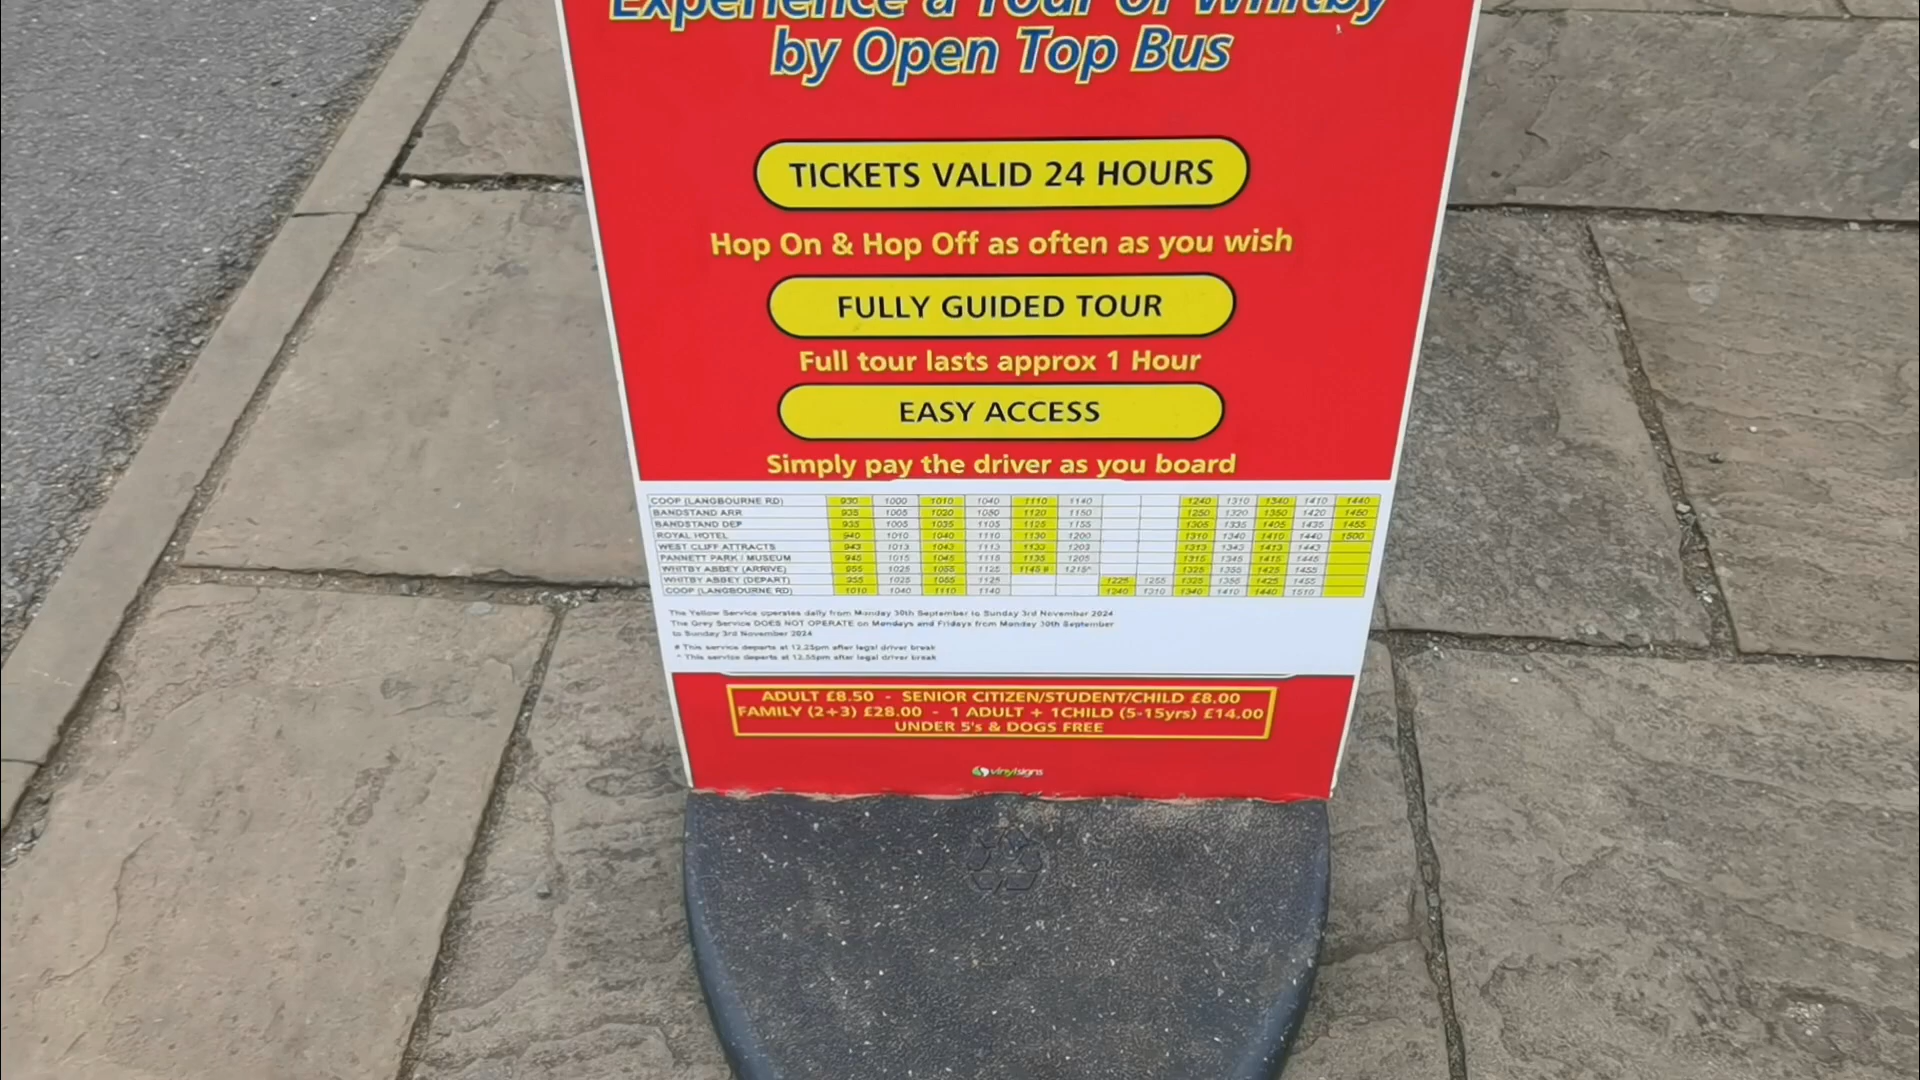 Experience a Tour of Whitby
by Open Top Bus
TICKETS VALID 24 HOURS
Hop On & Hop Off as often as you wish
FULLY GUIDED TOUR
Full tour lasts approx 1 Hour
EASY ACCESS
Simply pay the driver as you board
COOP (LANGBOURNE RD) 930 1000 1010 1040 1110 1140 1240 1310 1340 1410 1440
BANDSTAND ARR 935 1005 1020 1050 1120 1150 1250 1320 1350 1420 1450
BANDSTAND DEP 935 1005 1035 1105 1125 1155 1305 1335 1405 1435 1455
ROYAL HOTEL 940 1010 1040 1110 1130 1200 1310 1340 1410 1440 1500
WEST CLIFF ATTRACTS 943 1013 1043 1113 1133 1203 1313 1343 1413 1443
PANNETT PARK / MUSEUM 945 1015 1045 1115 1135 1205 1315 1345 1415 1445
WHITBY ABBEY (ARRIVE) 955 1025 1055 1125 1145 # 1215^ 1325 1355 1425 1455
WHITBY ABBEY (DEPART) 955 1025 1055 1125 1225 1255 1325 1355 1425 1455
COOP (LANGBOURNE RD) 1010 1040 1110 1140 1240 1310 1340 1410 1440 1510
The Yellow Service operates daily from Monday 30th September to Sunday 3rd November 2024
The Grey Service DOES NOT OPERATE on Mondays and Fridays from Monday 30th September
to Sunday 3rd November 2024
# This service departs at 12.25pm after legal driver break
^ This service departs at 12.55pm after legal driver break
ADULT £8.50 - SENIOR CITIZEN/STUDENT/CHILD £8.00
FAMILY (2+3) £28.00 - 1 ADULT + 1CHILD (5-15yrs) £14.00
UNDER 5's & DOGS FREE
vinylsigns